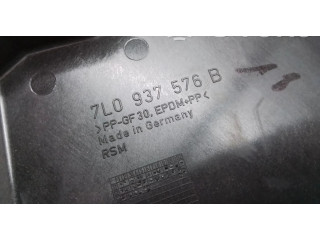 7L0 937 576 B
>PP-GF30, EPDM+PP<
Made in Germany
RSM